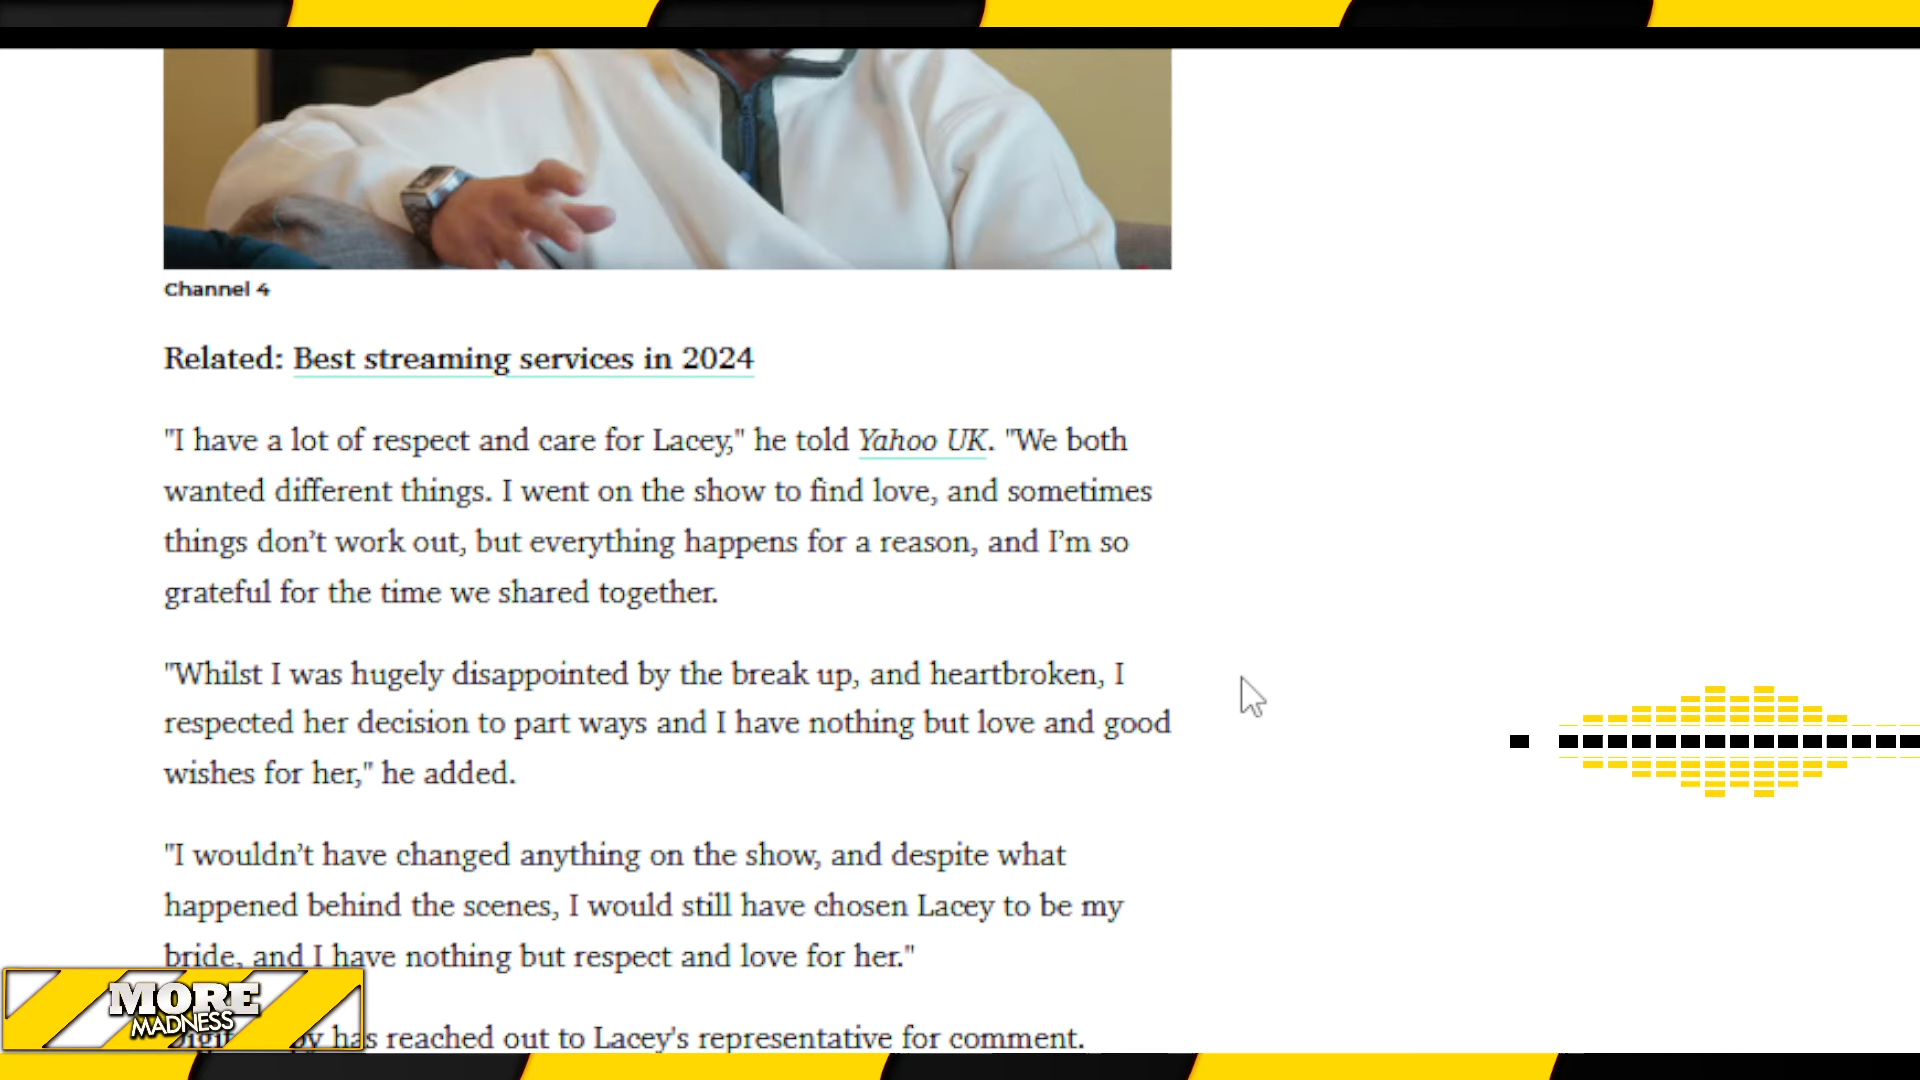 Channel 4
Related: Best streaming services in 2024
"I have a lot of respect and care for Lacey," he told Yahoo UK. "We both
wanted different things. I went on the show to find love, and sometimes
things don’t work out, but everything happens for a reason, and I’m so
grateful for the time we shared together.
"Whilst I was hugely disappointed by the break up, and heartbroken, I
respected her decision to part ways and I have nothing but love and good
wishes for her," he added.
"I wouldn’t have changed anything on the show, and despite what
happened behind the scenes, I would still have chosen Lacey to be my
bride, and I have nothing but respect and love for her."
has reached out to Lacey's representative for comment.
MORE
MADNESS